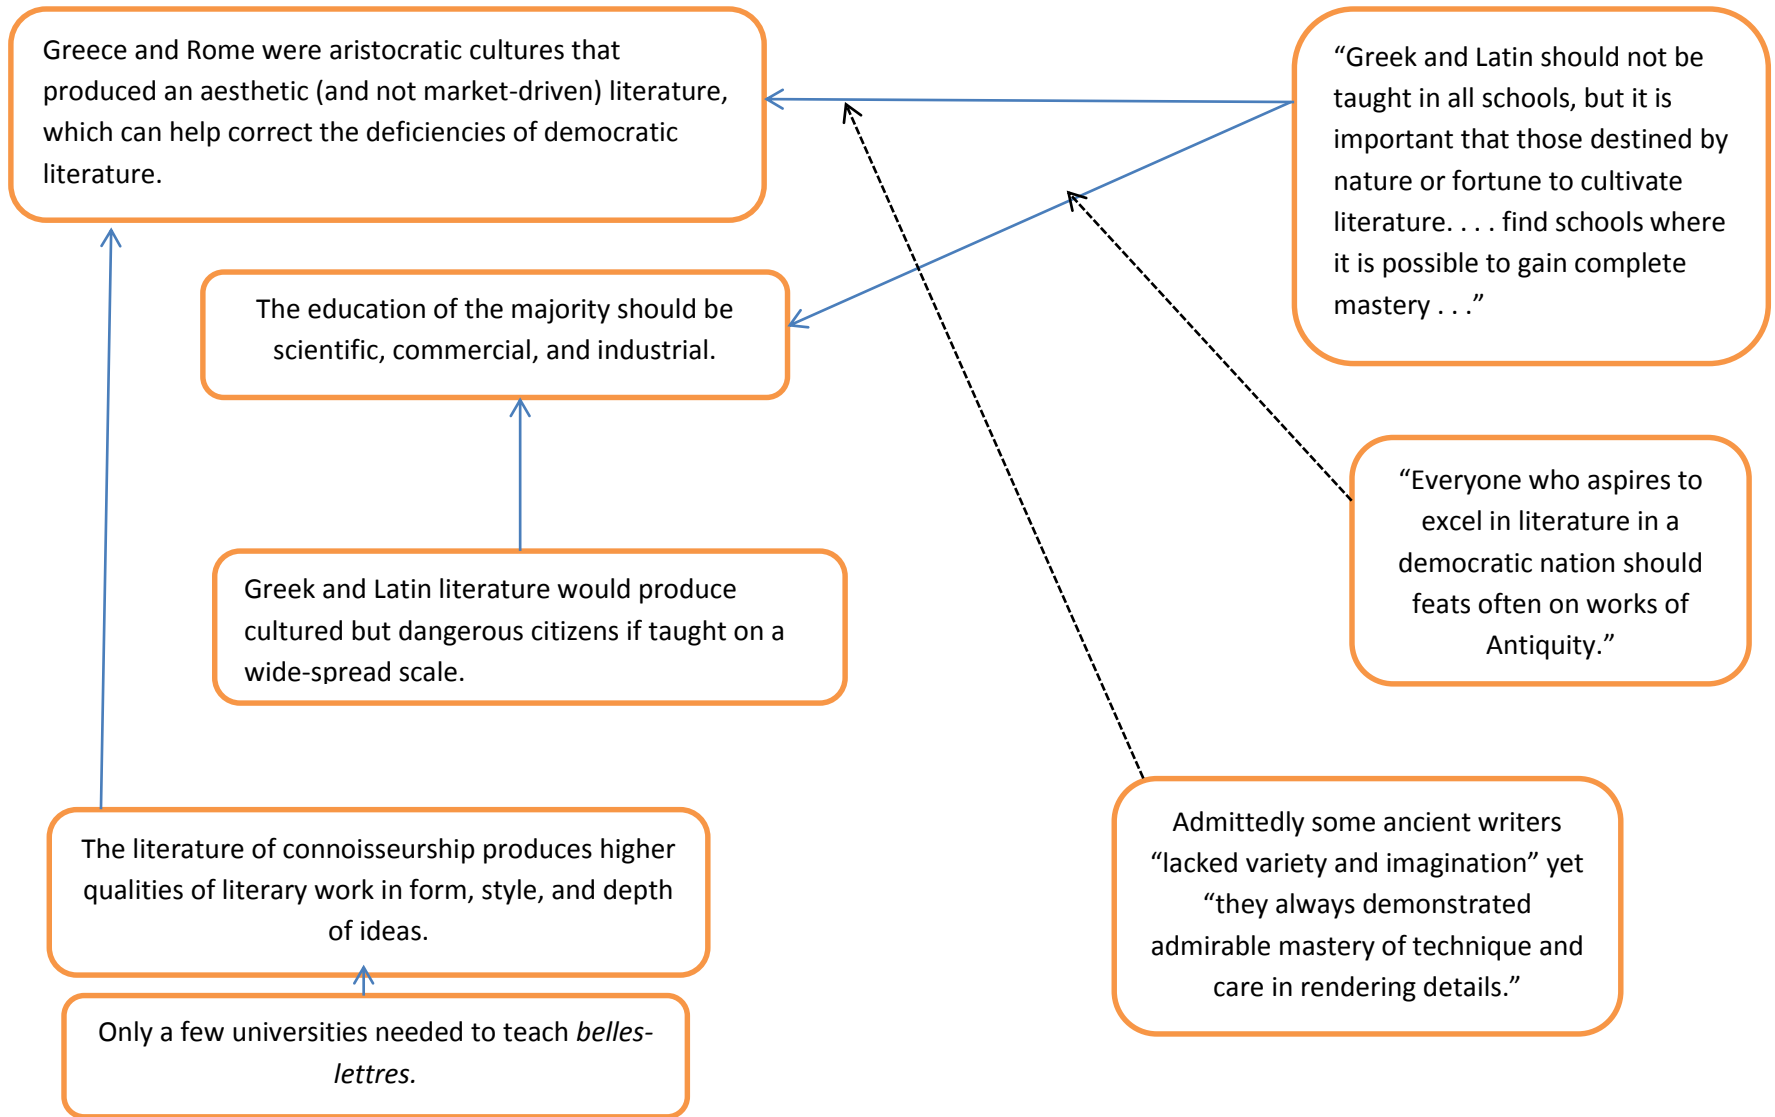 Greece and Rome were aristocratic cultures that
produced an aesthetic (and not market-driven) literature,
which can help correct the deficiencies of democratic
literature.
“Greek and Latin should not be
taught in all schools, but it is
important that those destined by
nature or fortune to cultivate
literature. . . . find schools where
it is possible to gain complete
mastery . . .”
The education of the majority should be
scientific, commercial, and industrial.
“Everyone who aspires to
excel in literature in a
democratic nation should
feats often on works of
Antiquity.”
Greek and Latin literature would produce
cultured but dangerous citizens if taught on a
wide-spread scale.
The literature of connoisseurship produces higher
qualities of literary work in form, style, and depth
of ideas.
Admittedly some ancient writers
“lacked variety and imagination” yet
“they always demonstrated
admirable mastery of technique and
care in rendering details.”
Only a few universities needed to teach belles-
lettres.